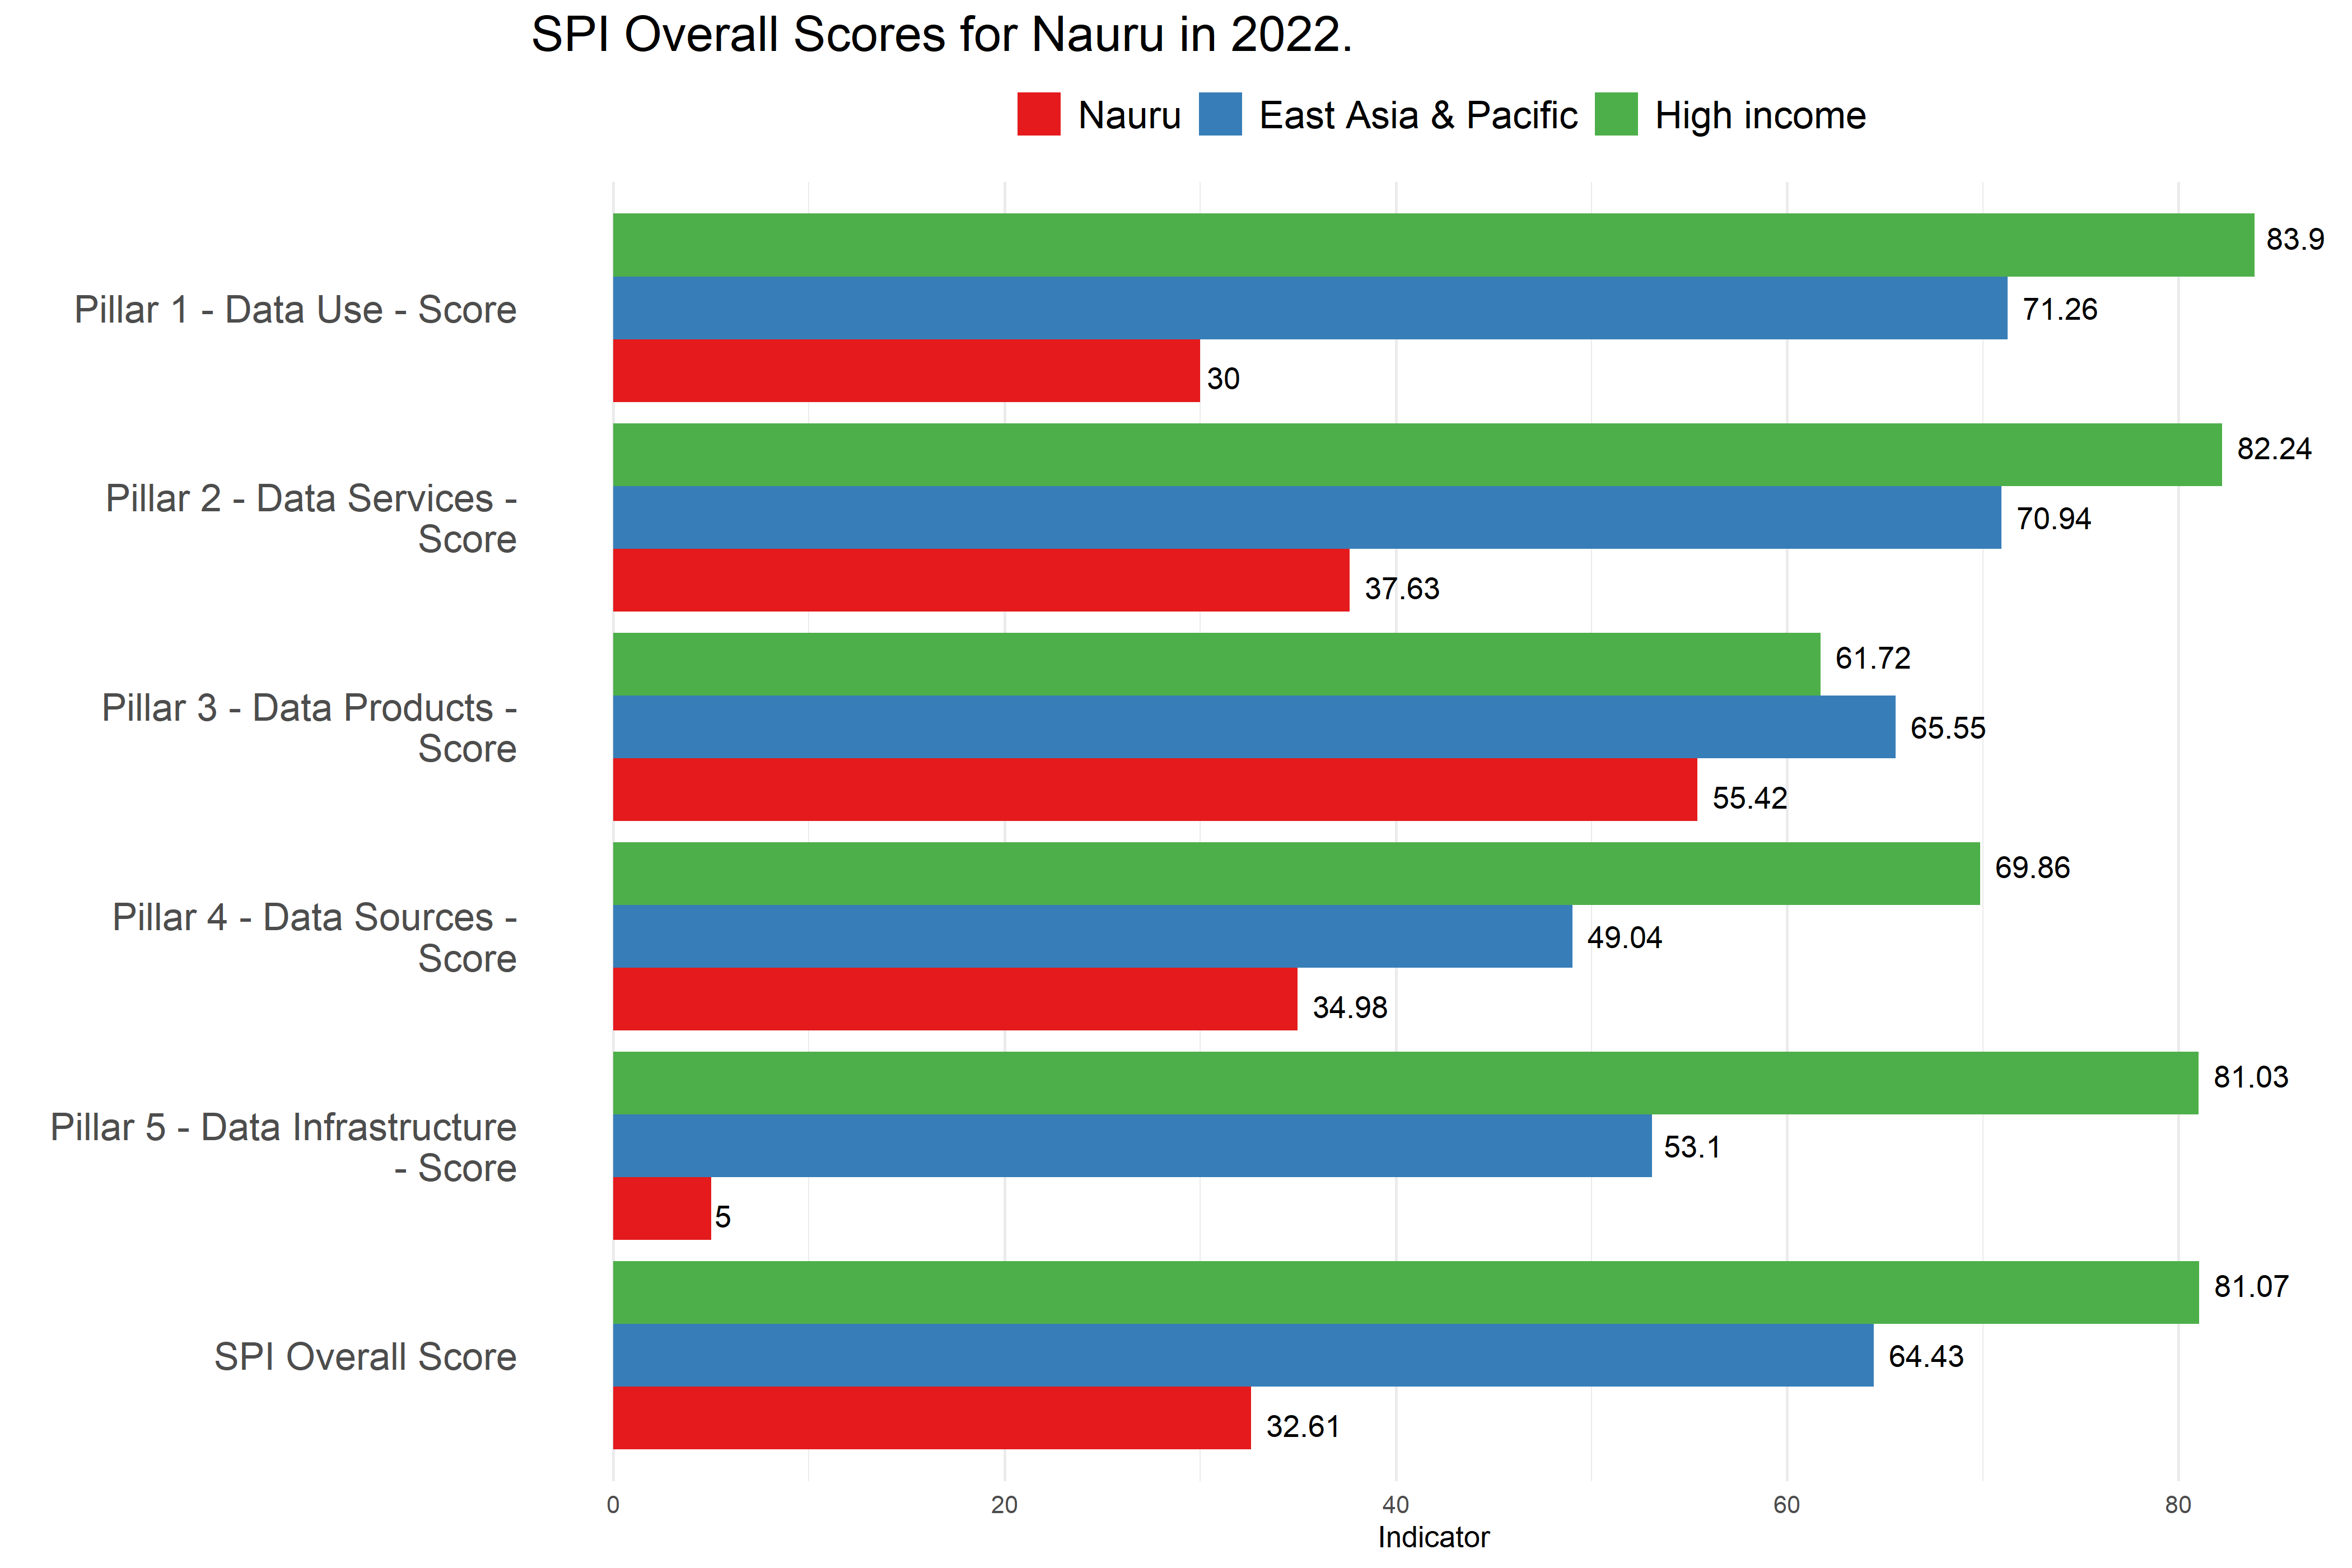 SPI Overall Scores for Nauru in 2022.
Nauru East Asia & Pacific High income
Pillar 1 - Data Use - Score
83.9
71.26
30
Pillar 2 - Data Services -
Score
82.24
70.94
37.63
Pillar 3 - Data Products -
Score
61.72
65.55
55.42
Pillar 4 - Data Sources -
Score
69.86
49.04
34.98
Pillar 5 - Data Infrastructure
- Score
81.03
53.1
5
SPI Overall Score
81.07
64.43
32.61
0 20 40 60 80
Indicator